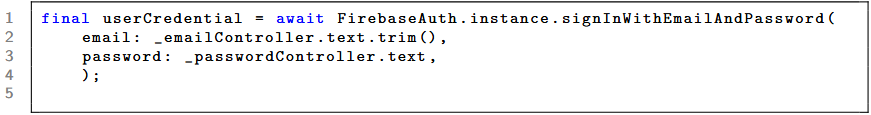 1 final userCredential = await FirebaseAuth.instance.signInWithEmailAndPassword(
2 email: _emailController.text.trim(),
3 password: _passwordController.text,
4 );
5